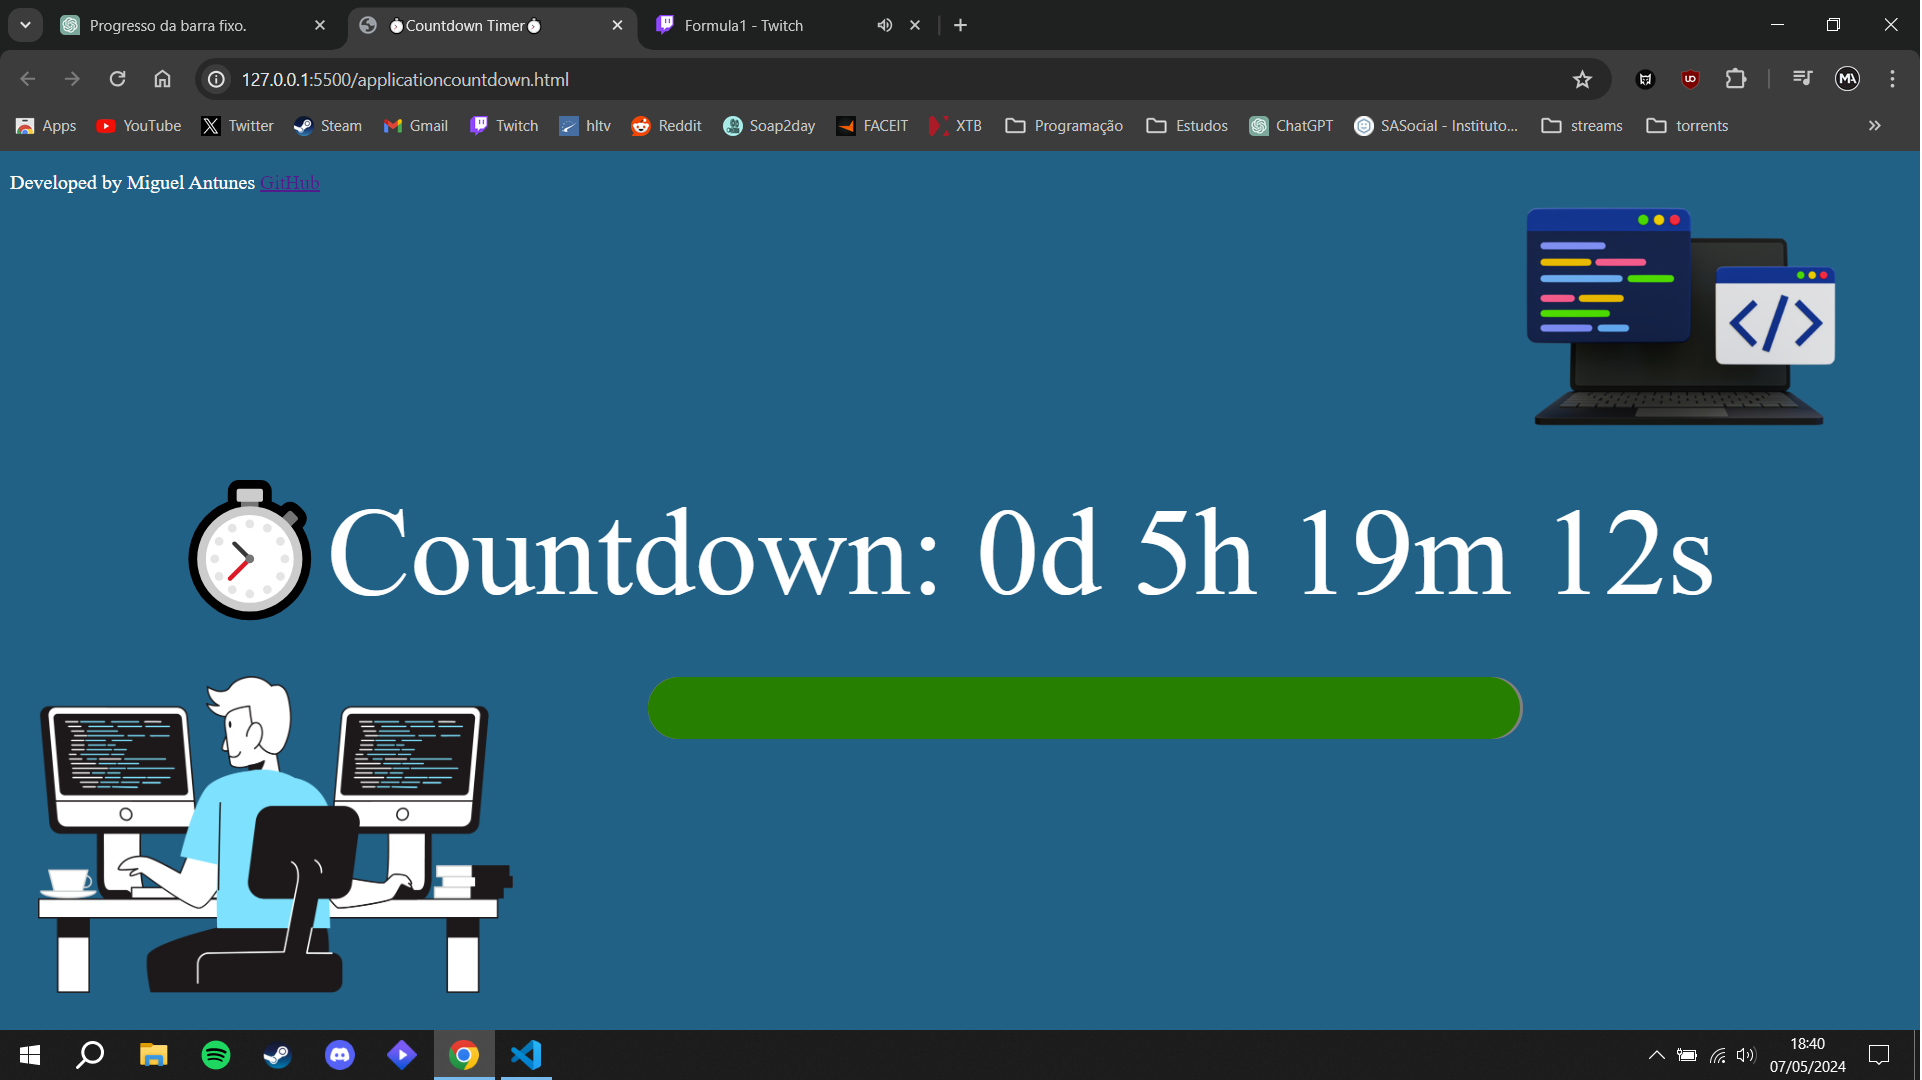 Progresso da barra fixo.
⏱Countdown Timer⏱
Formula1 - Twitch
127.0.0.1:5500/applicationcountdown.html
MA
Apps
YouTube
Twitter
Steam
Gmail
Twitch
hltv
Reddit
Soap2day
FACEIT
XTB
Programação
Estudos
ChatGPT
SASocial - Instituto...
streams
torrents
Developed by Miguel Antunes GitHub
</>
⏱Countdown: 0d 5h 19m 12s
18:40
07/05/2024